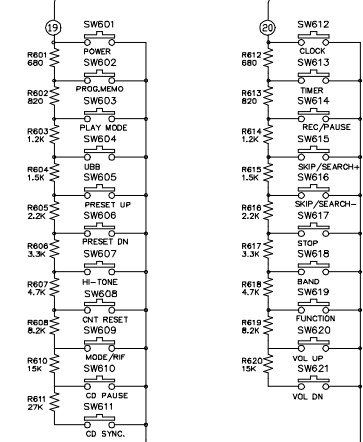 19 SW601
R601 680 POWER
SW602
R602 820 PROG.MEMO
SW603
R603 1.2K PLAY MODE
SW604
R604 1.5K UBB
SW605
R605 2.2K PRESET UP
SW606
R606 3.3K PRESET DN
SW607
R607 4.7K HI-TONE
SW608
R608 8.2K CNT RESET
SW609
R610 15K MODE/RIF
SW610
R611 27K CD PAUSE
SW611
CD SYNC.
20 SW612
R612 680 CLOCK
SW613
R613 820 TIMER
SW614
R614 1.2K REC/PAUSE
SW615
R615 1.5K SKIP/SEARCH+
SW616
R616 2.2K SKIP/SEARCH-
SW617
R617 3.3K STOP
SW618
R618 4.7K BAND
SW619
R619 8.2K FUNCTION
SW620
R620 15K VOL UP
SW621
VOL DN